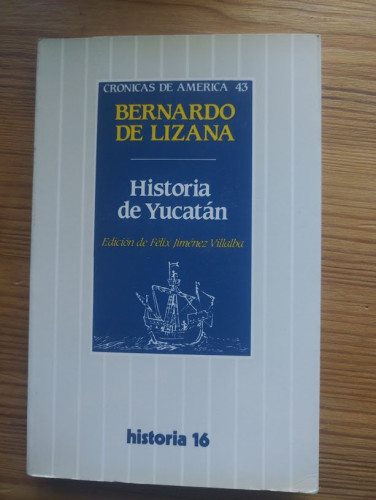 CRONICAS DE AMERICA 43
BERNARDO
DE LIZANA
Historia
de Yucatán
Edición de Félix Jiménez Villalba
historia 16